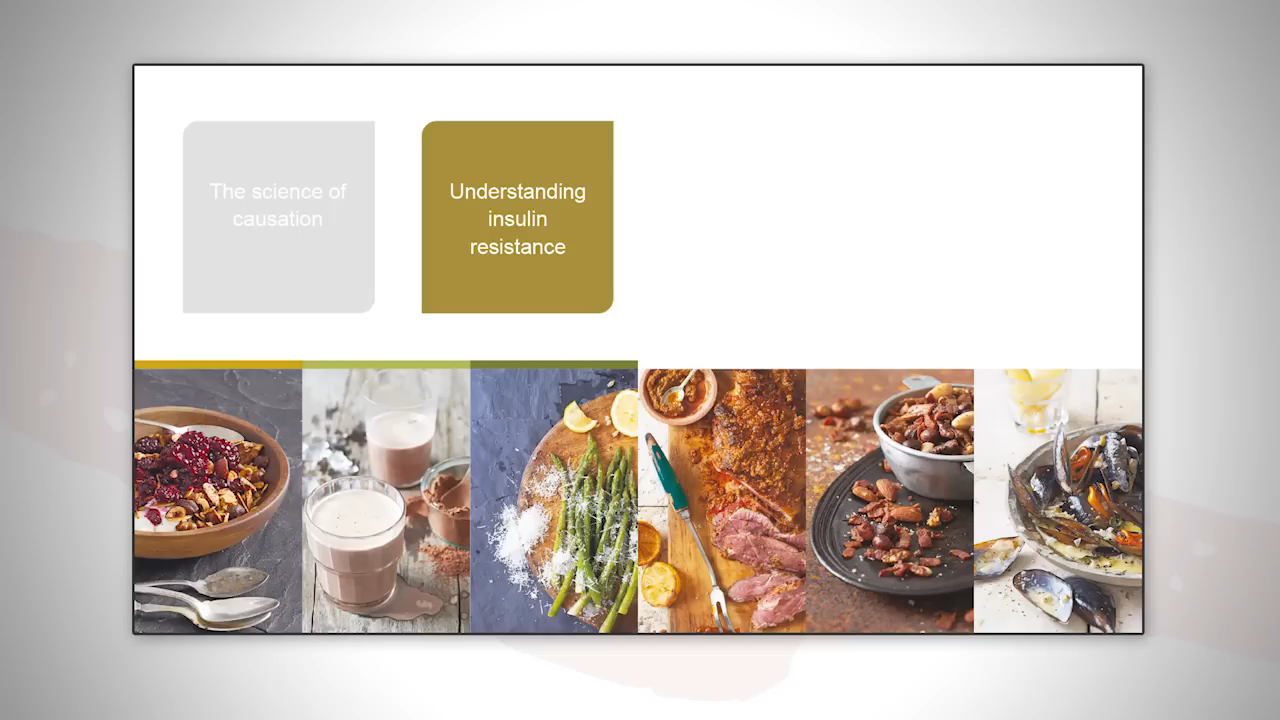 The science of
causation
Understanding
insulin
resistance